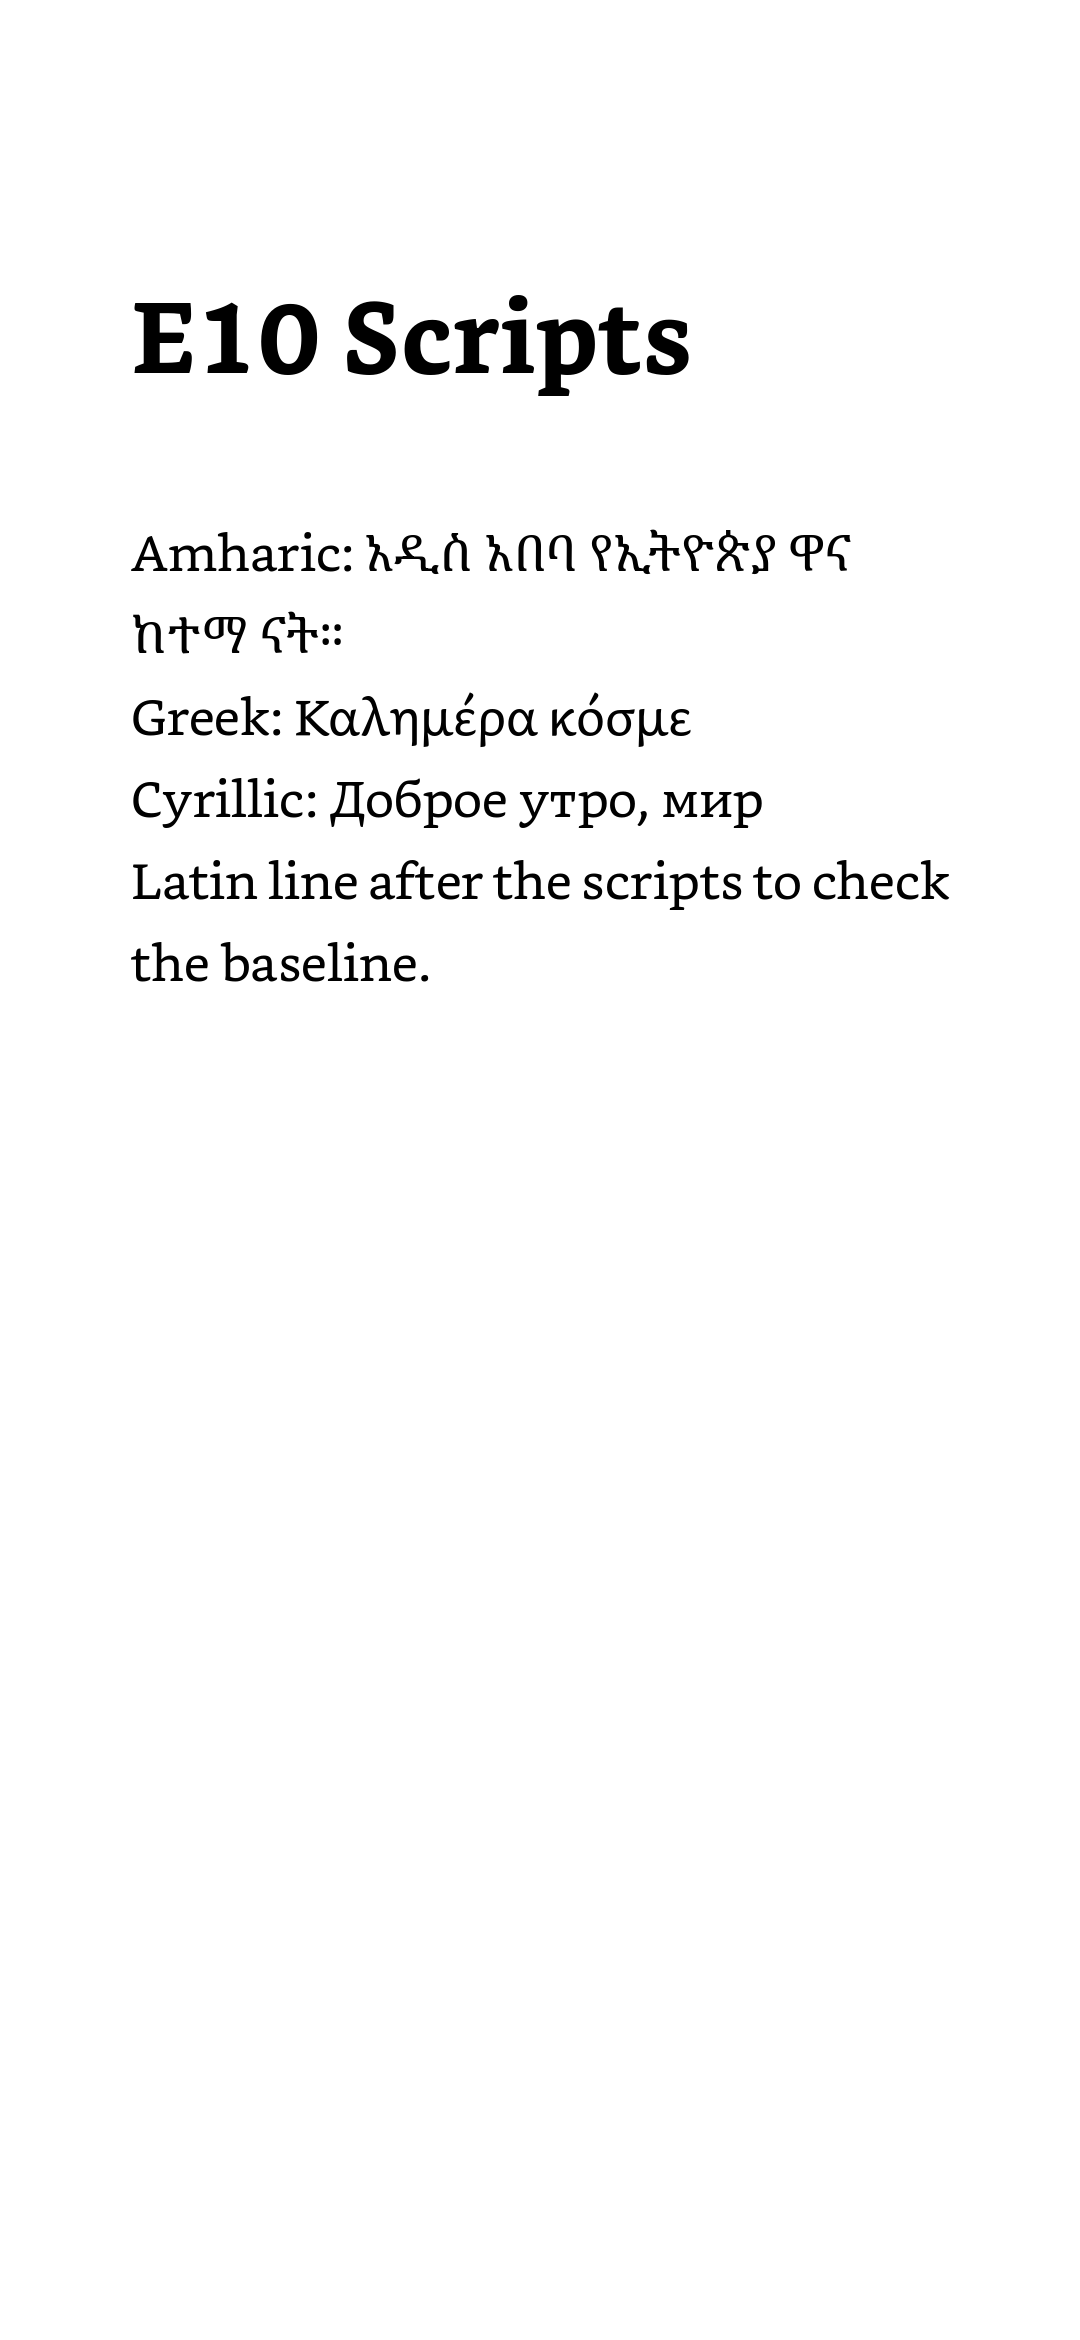 E10 Scripts
Amharic: አዲስ አበባ የኢትዮጵያ ዋና
ከተማ ናት።
Greek: Καλημέρα κόσμε
Cyrillic: Доброе утро, мир
Latin line after the scripts to check
the baseline.